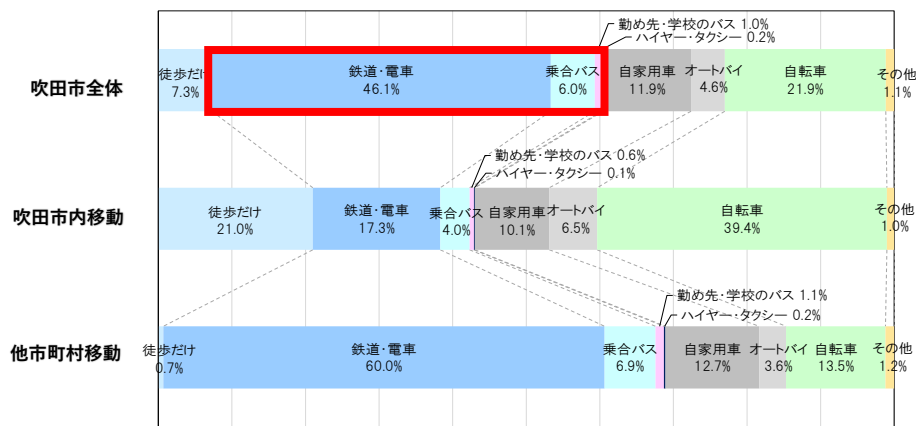 勤め先・学校のバス 1.0%
ハイヤー・タクシー 0.2%
吹田市全体
徒歩だけ 7.3%
鉄道・電車 46.1%
乗合バス 6.0%
自家用車 11.9%
オートバイ 4.6%
自転車 21.9%
その他 1.1%
勤め先・学校のバス 0.6%
ハイヤー・タクシー 0.1%
吹田市内移動
徒歩だけ 21.0%
鉄道・電車 17.3%
乗合バス 4.0%
自家用車 10.1%
オートバイ 6.5%
自転車 39.4%
その他 1.0%
勤め先・学校のバス 1.1%
ハイヤー・タクシー 0.2%
他市町村移動
徒歩だけ 0.7%
鉄道・電車 60.0%
乗合バス 6.9%
自家用車 12.7%
オートバイ 3.6%
自転車 13.5%
その他 1.2%